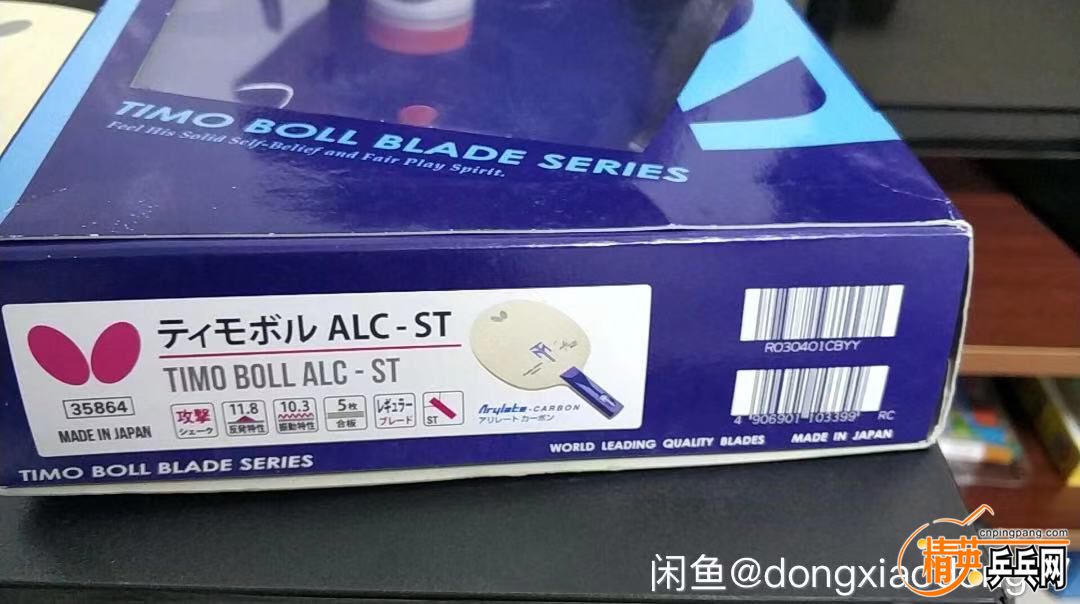 TIMO BOLL BLADE SERIES
Feel His Solid Self-Belief and Fair Play Spirit.
ティモボル ALC - ST
TIMO BOLL ALC - ST
35864
MADE IN JAPAN
攻撃
シェーク
11.8
反発特性
10.3
振動特性
5枚
合板
レギュラー
ブレード
ST
Arylate-CARBON
アリレート カーボン
R030401CBYY
4 906901 103399 RC
WORLD LEADING QUALITY BLADES MADE IN JAPAN
TIMO BOLL BLADE SERIES
cnpingpang.com
精英乒乓网